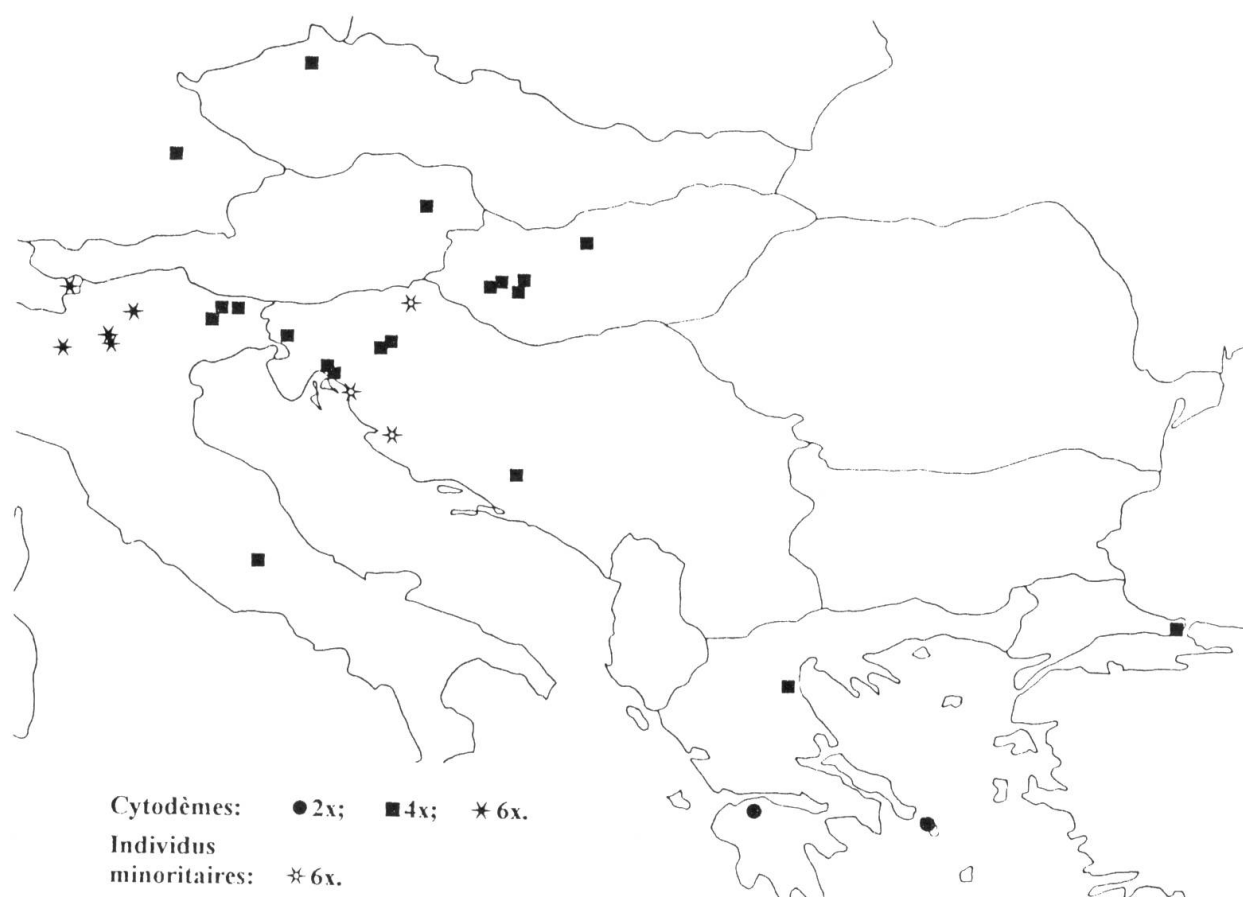 Cytodèmes: ●2x; ■4x; ✶6x.
Individus
minoritaires: ✡6x.